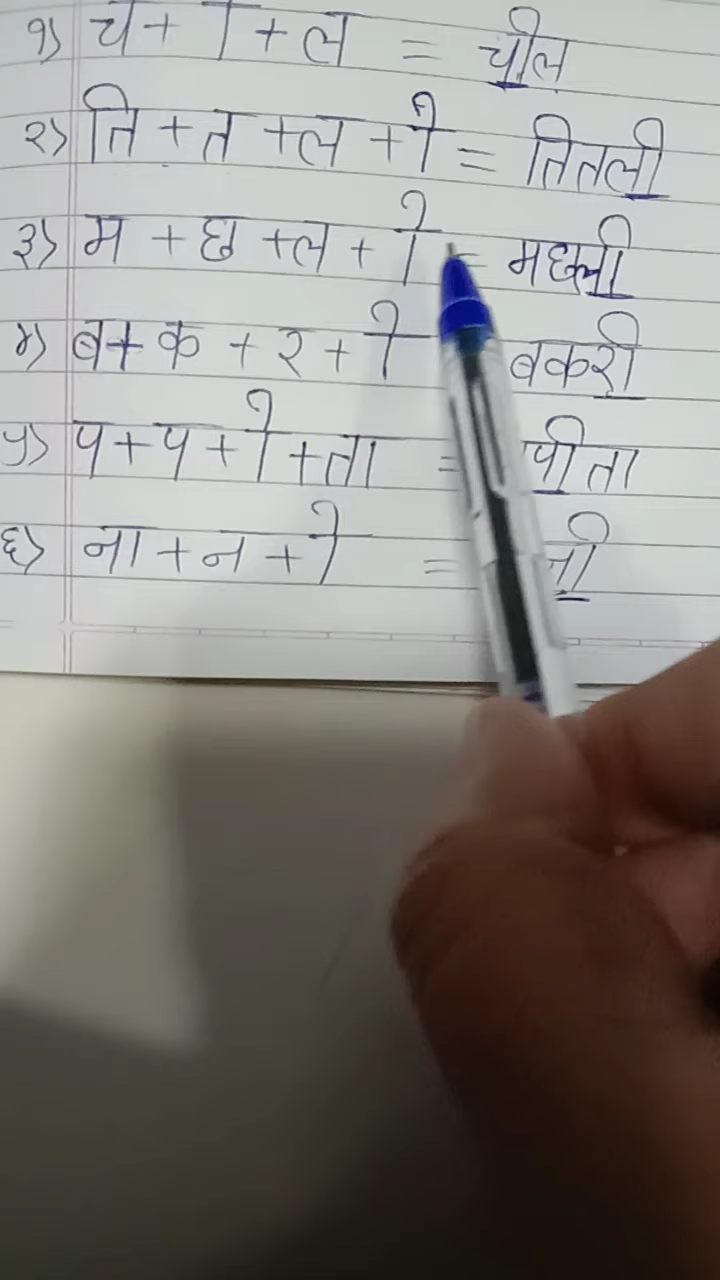 १) च + ी + ल = चील
२) ति + त + ल + ी = तितली
३) म + छ + ल + ी = मछली
४) ब + क + र + ी = बकरी
५) प + प + ी + ता = पीता
६) ना + न + ी = नी